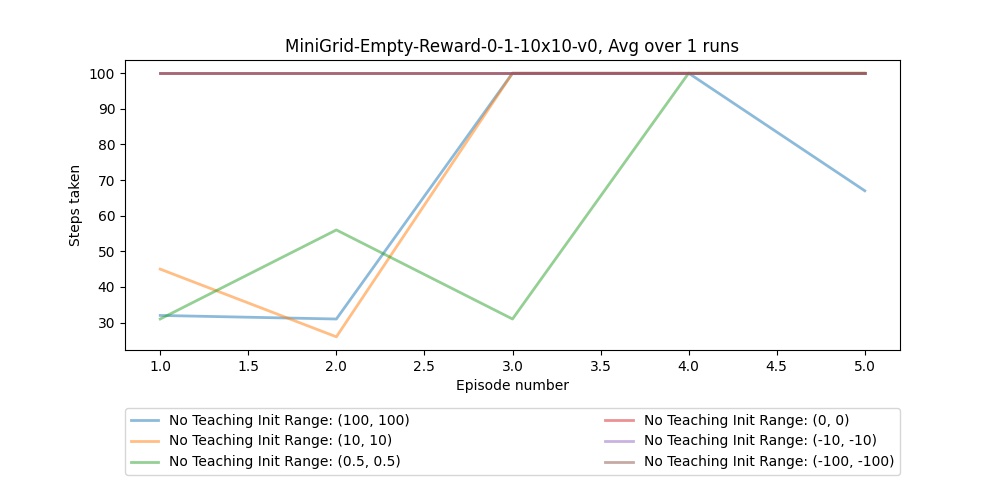 MiniGrid-Empty-Reward-0-1-10x10-v0, Avg over 1 runs
100
90
80
70
60
50
40
30
Steps taken
1.0 1.5 2.0 2.5 3.0 3.5 4.0 4.5 5.0
Episode number
No Teaching Init Range: (100, 100)
No Teaching Init Range: (10, 10)
No Teaching Init Range: (0.5, 0.5)
No Teaching Init Range: (0, 0)
No Teaching Init Range: (-10, -10)
No Teaching Init Range: (-100, -100)